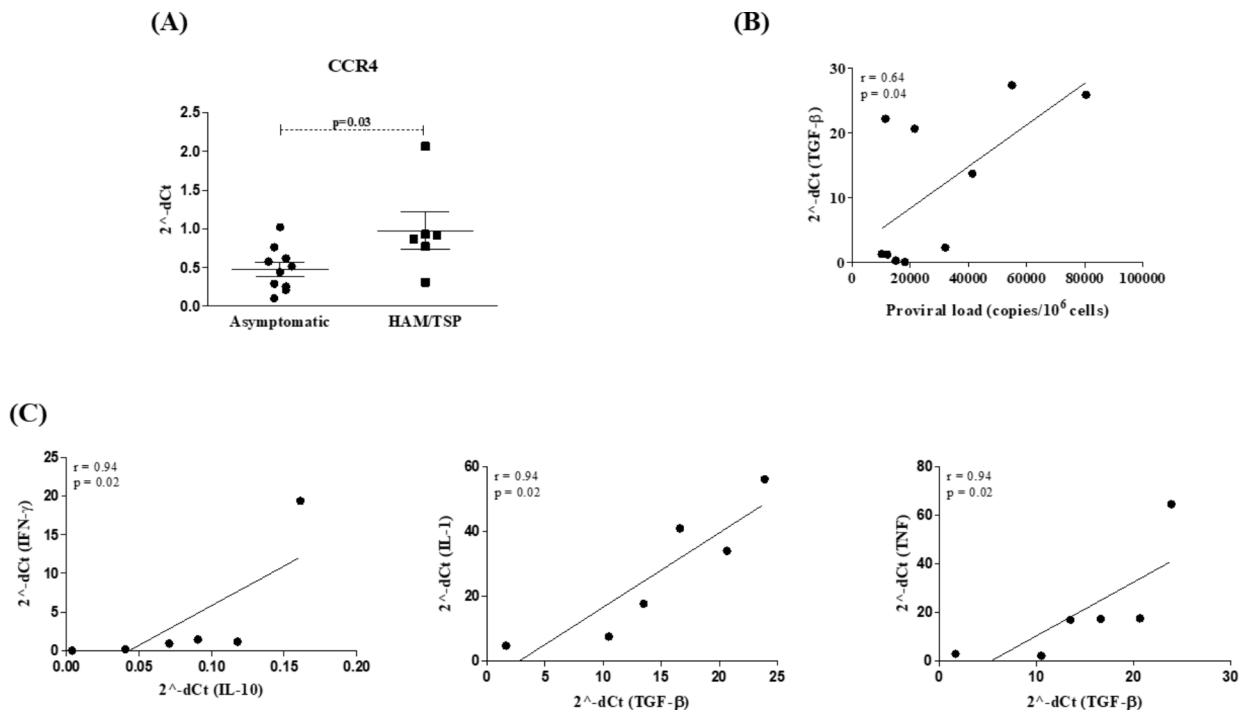 (A)
CCR4
2^-dCt
2.5
2.0
1.5
1.0
0.5
0.0
p=0.03
Asymptomatic
HAM/TSP
(B)
2^-dCt (TGF-β)
30
20
10
0
r = 0.64
p = 0.04
0 20000 40000 60000 80000 100000
Proviral load (copies/10⁶ cells)
(C)
2^-dCt (IFN-γ)
25
20
15
10
5
0
r = 0.94
p = 0.02
0.00 0.05 0.10 0.15 0.20
2^-dCt (IL-10)
2^-dCt (IL-1)
60
40
20
0
r = 0.94
p = 0.02
0 5 10 15 20 25
2^-dCt (TGF-β)
2^-dCt (TNF)
80
60
40
20
0
r = 0.94
p = 0.02
0 10 20 30
2^-dCt (TGF-β)